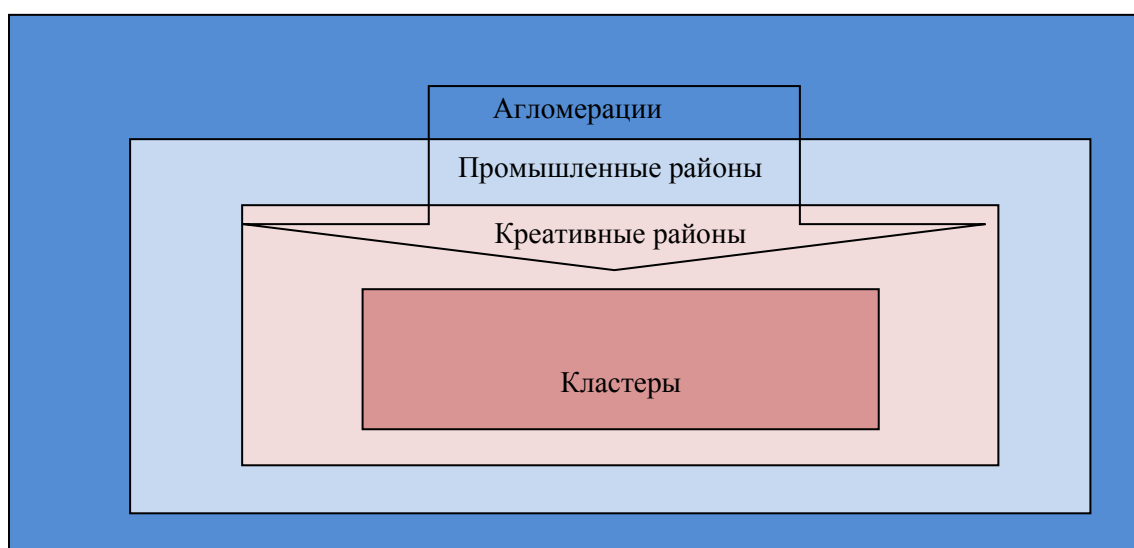 Агломерации
Промышленные районы
Креативные районы
Кластеры